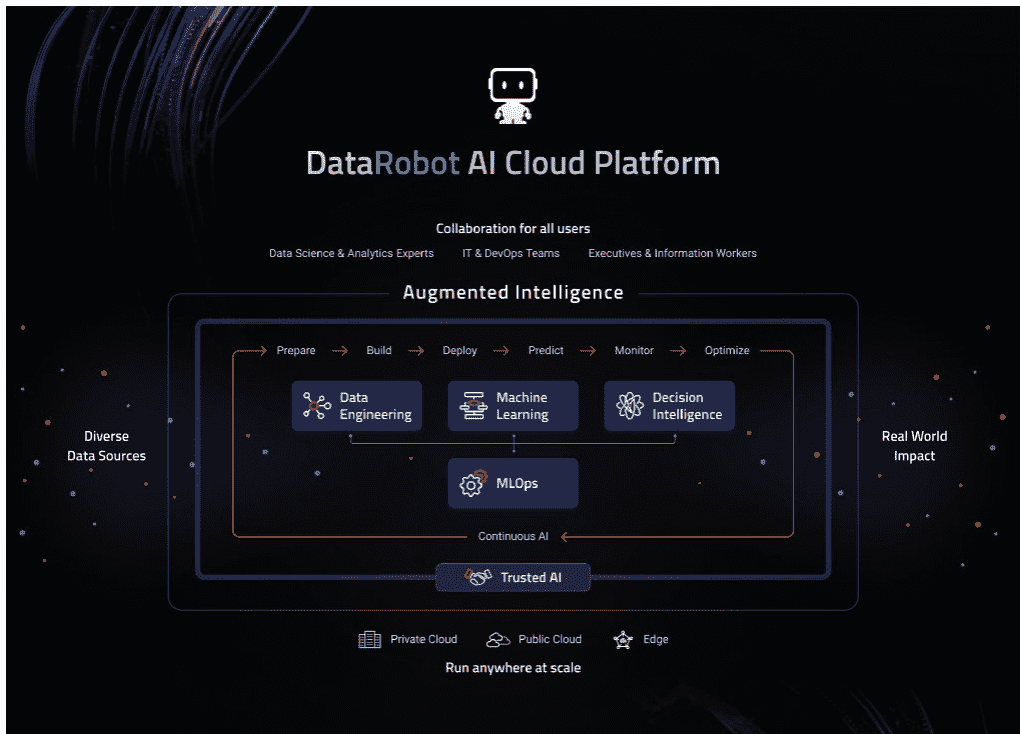 DataRobot AI Cloud Platform
Collaboration for all users
Data Science & Analytics Experts IT & DevOps Teams Executives & Information Workers
Augmented Intelligence
Prepare Build Deploy Predict Monitor Optimize
Data
Engineering
Machine
Learning
Decision
Intelligence
Diverse
Data Sources
Real World
Impact
MLOps
Continuous AI
Trusted AI
Private Cloud Public Cloud Edge
Run anywhere at scale